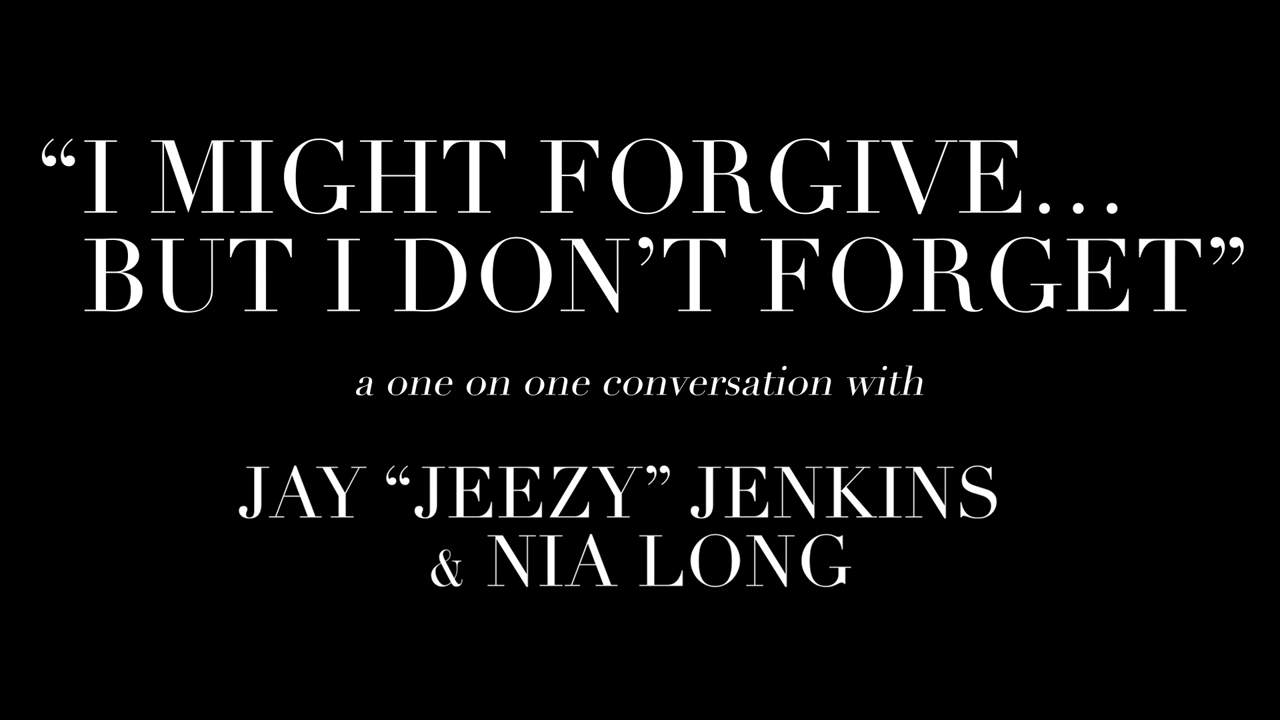 “I MIGHT FORGIVE...
BUT I DON’T FORGET”
a one on one conversation with
JAY “JEEZY” JENKINS
& NIA LONG